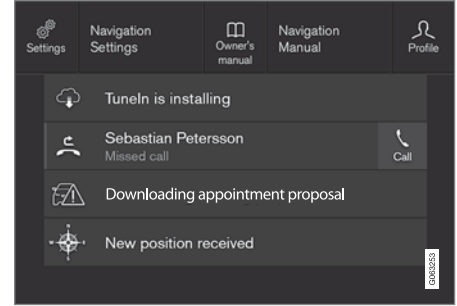 Settings
Navigation
Settings
Owner's
manual
Navigation
Manual
Profile
TuneIn is installing
Sebastian Petersson
Missed call
Call
Downloading appointment proposal
New position received
G063253